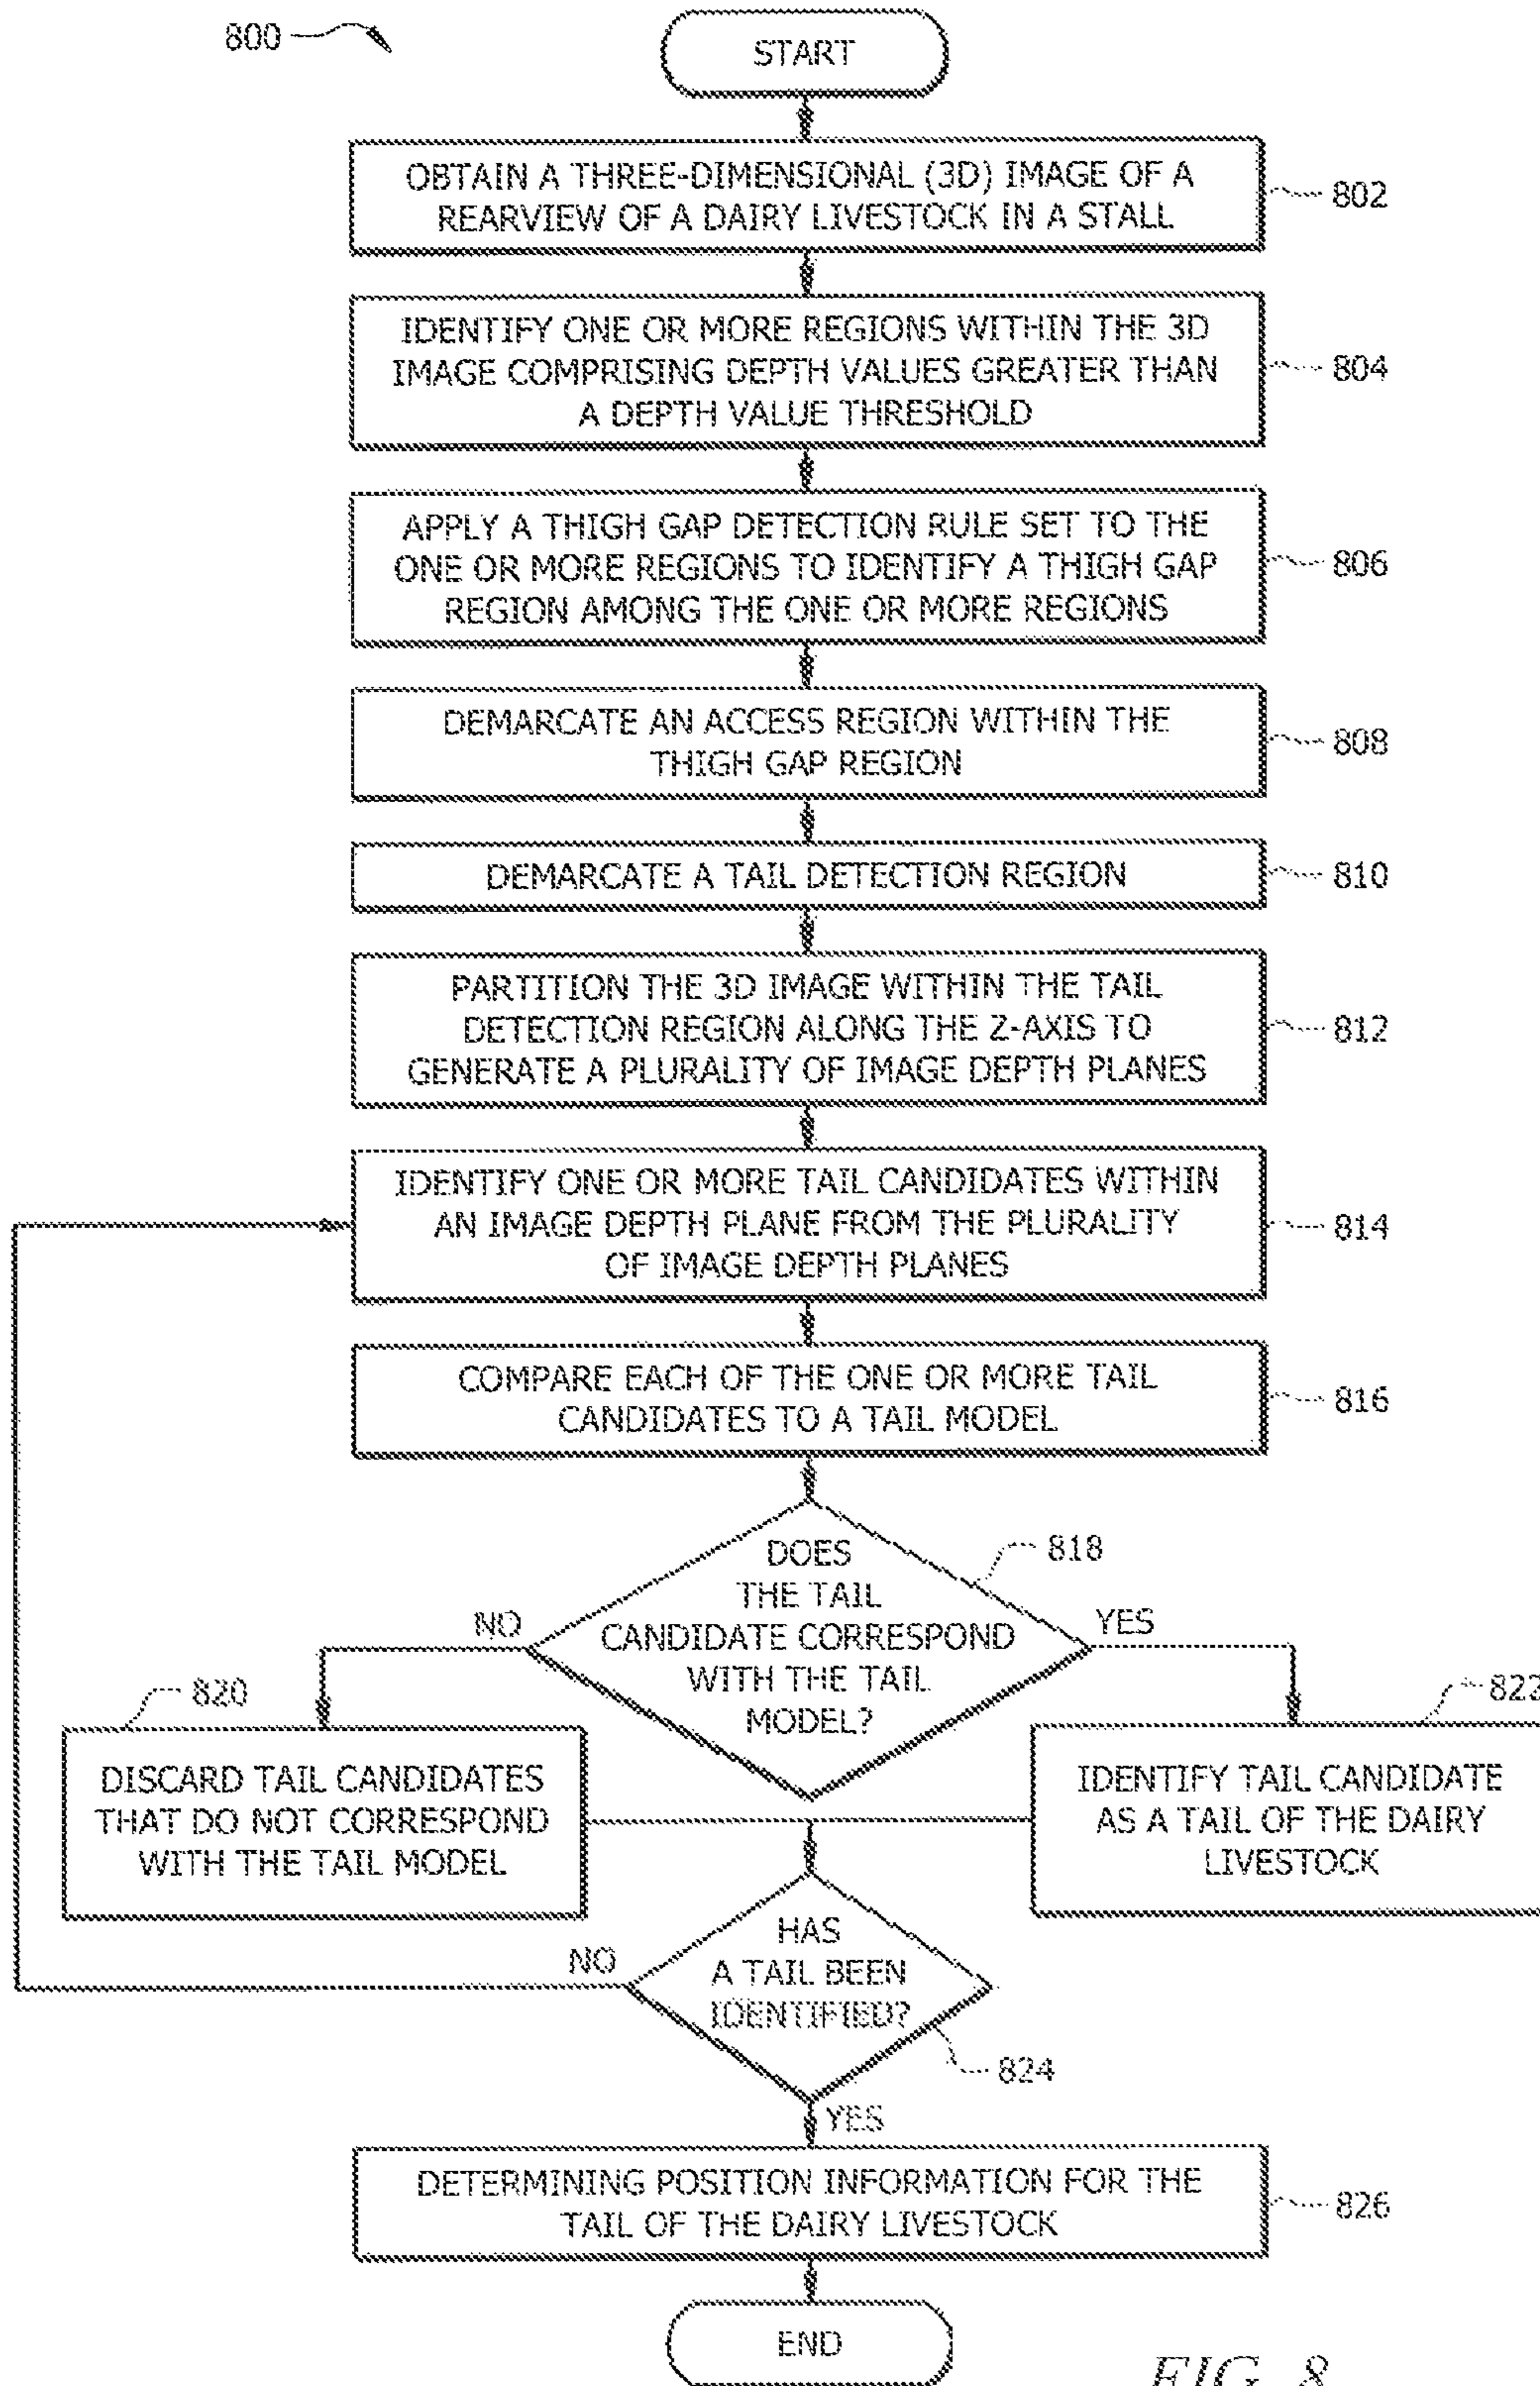 800
START
OBTAIN A THREE-DIMENSIONAL (3D) IMAGE OF A
REARVIEW OF A DAIRY LIVESTOCK IN A STALL
802
IDENTIFY ONE OR MORE REGIONS WITHIN THE 3D
IMAGE COMPRISING DEPTH VALUES GREATER THAN
A DEPTH VALUE THRESHOLD
804
APPLY A THIGH GAP DETECTION RULE SET TO THE
ONE OR MORE REGIONS TO IDENTIFY A THIGH GAP
REGION AMONG THE ONE OR MORE REGIONS
806
DEMARCATE AN ACCESS REGION WITHIN THE
THIGH GAP REGION
808
DEMARCATE A TAIL DETECTION REGION
810
PARTITION THE 3D IMAGE WITHIN THE TAIL
DETECTION REGION ALONG THE Z-AXIS TO
GENERATE A PLURALITY OF IMAGE DEPTH PLANES
812
IDENTIFY ONE OR MORE TAIL CANDIDATES WITHIN
AN IMAGE DEPTH PLANE FROM THE PLURALITY
OF IMAGE DEPTH PLANES
814
COMPARE EACH OF THE ONE OR MORE TAIL
CANDIDATES TO A TAIL MODEL
816
DOES
THE TAIL
CANDIDATE CORRESPOND
WITH THE TAIL
MODEL?
818
NO
YES
820
DISCARD TAIL CANDIDATES
THAT DO NOT CORRESPOND
WITH THE TAIL MODEL
822
IDENTIFY TAIL CANDIDATE
AS A TAIL OF THE DAIRY
LIVESTOCK
HAS
A TAIL BEEN
IDENTIFIED?
NO
824
YES
DETERMINING POSITION INFORMATION FOR THE
TAIL OF THE DAIRY LIVESTOCK
826
END
FIG. 8